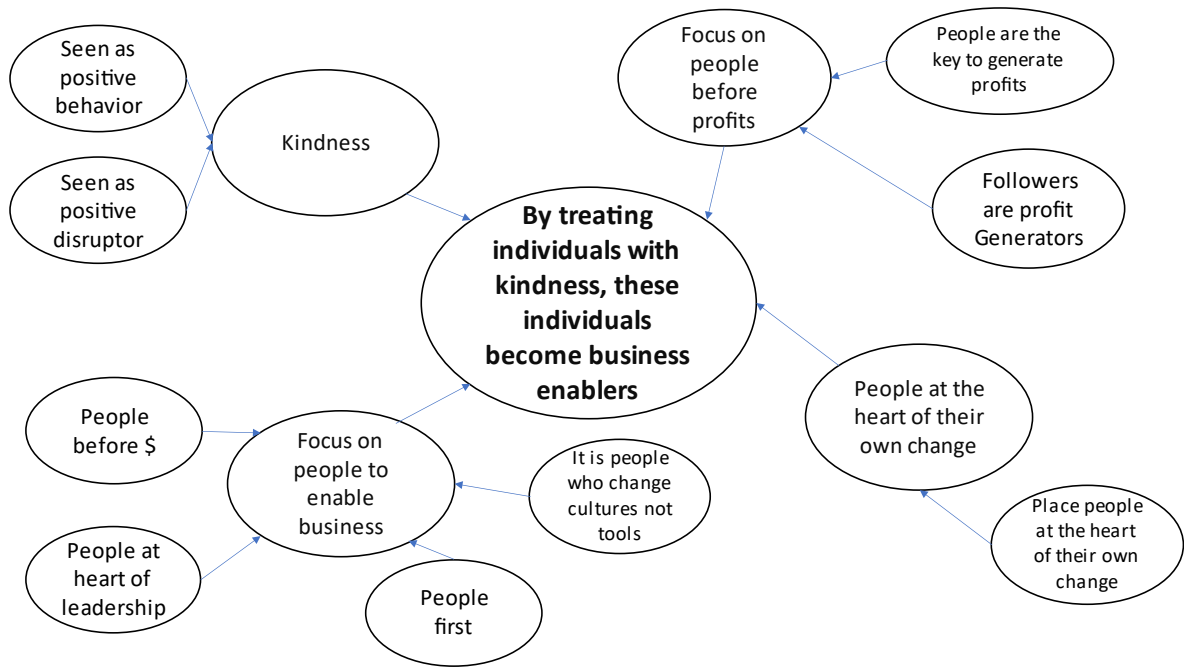 Seen as
positive
behavior
Kindness
Seen as
positive
disruptor
Focus on
people
before
profits
People are the
key to generate
profits
Followers
are profit
Generators
By treating
individuals with
kindness, these
individuals
become business
enablers
People at the
heart of their
own change
Place people
at the heart
of their own
change
People
before $
Focus on
people to
enable
business
It is people
who change
cultures not
tools
People at
heart of
leadership
People
first